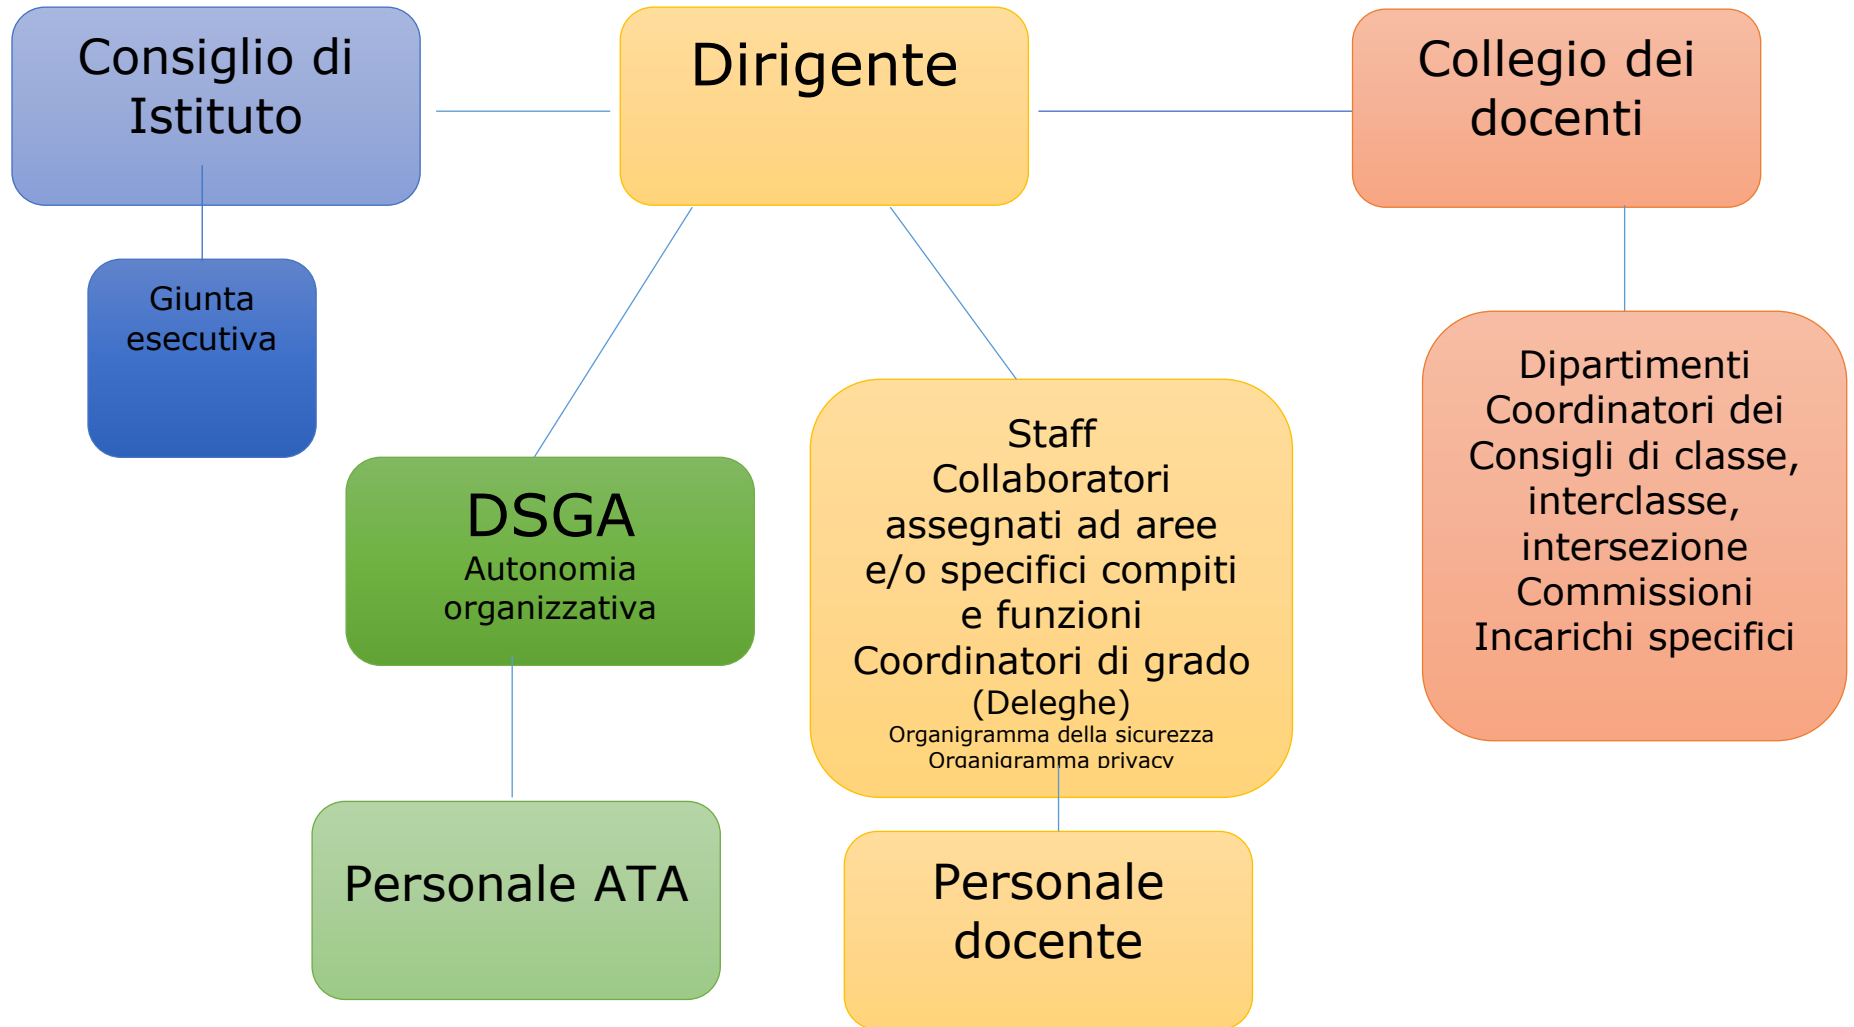 Consiglio di
Istituto
Dirigente
Collegio dei
docenti
Giunta
esecutiva
DSGA
Autonomia
organizzativa
Staff
Collaboratori
assegnati ad aree
e/o specifici compiti
e funzioni
Coordinatori di grado
(Deleghe)
Organigramma della sicurezza
Organigramma privacy
Dipartimenti
Coordinatori dei
Consigli di classe,
interclasse,
intersezione
Commissioni
Incarichi specifici
Personale ATA
Personale
docente